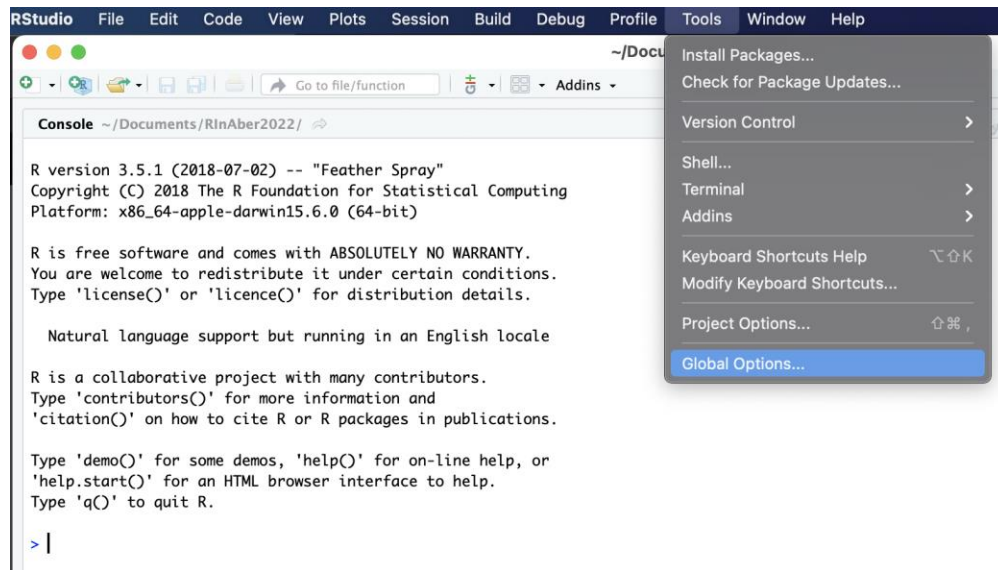 RStudio File Edit Code View Plots Session Build Debug Profile Tools Window Help
~/Docu
Go to file/function Addins
Console ~/Documents/RInAber2022/
R version 3.5.1 (2018-07-02) -- "Feather Spray"
Copyright (C) 2018 The R Foundation for Statistical Computing
Platform: x86_64-apple-darwin15.6.0 (64-bit)
R is free software and comes with ABSOLUTELY NO WARRANTY.
You are welcome to redistribute it under certain conditions.
Type 'license()' or 'licence()' for distribution details.
Natural language support but running in an English locale
R is a collaborative project with many contributors.
Type 'contributors()' for more information and
'citation()' on how to cite R or R packages in publications.
Type 'demo()' for some demos, 'help()' for on-line help, or
'help.start()' for an HTML browser interface to help.
Type 'q()' to quit R.
>
Install Packages...
Check for Package Updates...
Version Control
Shell...
Terminal
Addins
Keyboard Shortcuts Help ⌥⇧K
Modify Keyboard Shortcuts...
Project Options... ⇧⌘,
Global Options...